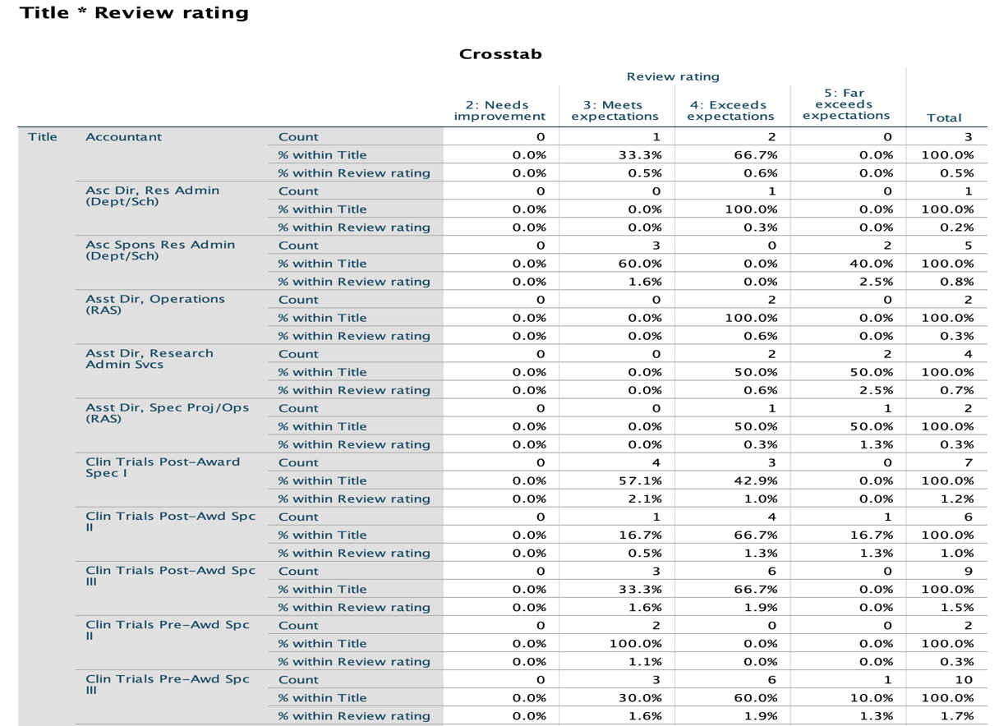 Title * Review rating
Crosstab
Review rating
2: Needs improvement 3: Meets expectations 4: Exceeds expectations 5: Far exceeds expectations Total
Title Accountant Count 0 1 2 0 3
% within Title 0.0% 33.3% 66.7% 0.0% 100.0%
% within Review rating 0.0% 0.5% 0.6% 0.0% 0.5%
Asc Dir, Res Admin (Dept/Sch) Count 0 0 1 0 1
% within Title 0.0% 0.0% 100.0% 0.0% 100.0%
% within Review rating 0.0% 0.0% 0.3% 0.0% 0.2%
Asc Spons Res Admin (Dept/Sch) Count 0 3 0 2 5
% within Title 0.0% 60.0% 0.0% 40.0% 100.0%
% within Review rating 0.0% 1.6% 0.0% 2.5% 0.8%
Asst Dir, Operations (RAS) Count 0 0 2 0 2
% within Title 0.0% 0.0% 100.0% 0.0% 100.0%
% within Review rating 0.0% 0.0% 0.6% 0.0% 0.3%
Asst Dir, Research Admin Svcs Count 0 0 2 2 4
% within Title 0.0% 0.0% 50.0% 50.0% 100.0%
% within Review rating 0.0% 0.0% 0.6% 2.5% 0.7%
Asst Dir, Spec Proj/Ops (RAS) Count 0 0 1 1 2
% within Title 0.0% 0.0% 50.0% 50.0% 100.0%
% within Review rating 0.0% 0.0% 0.3% 1.3% 0.3%
Clin Trials Post-Award Spec I Count 0 4 3 0 7
% within Title 0.0% 57.1% 42.9% 0.0% 100.0%
% within Review rating 0.0% 2.1% 1.0% 0.0% 1.2%
Clin Trials Post-Awd Spc II Count 0 1 4 1 6
% within Title 0.0% 16.7% 66.7% 16.7% 100.0%
% within Review rating 0.0% 0.5% 1.3% 1.3% 1.0%
Clin Trials Post-Awd Spc III Count 0 3 6 0 9
% within Title 0.0% 33.3% 66.7% 0.0% 100.0%
% within Review rating 0.0% 1.6% 1.9% 0.0% 1.5%
Clin Trials Pre-Awd Spc II Count 0 2 0 0 2
% within Title 0.0% 100.0% 0.0% 0.0% 100.0%
% within Review rating 0.0% 1.1% 0.0% 0.0% 0.3%
Clin Trials Pre-Awd Spc III Count 0 3 6 1 10
% within Title 0.0% 30.0% 60.0% 10.0% 100.0%
% within Review rating 0.0% 1.6% 1.9% 1.3% 1.7%